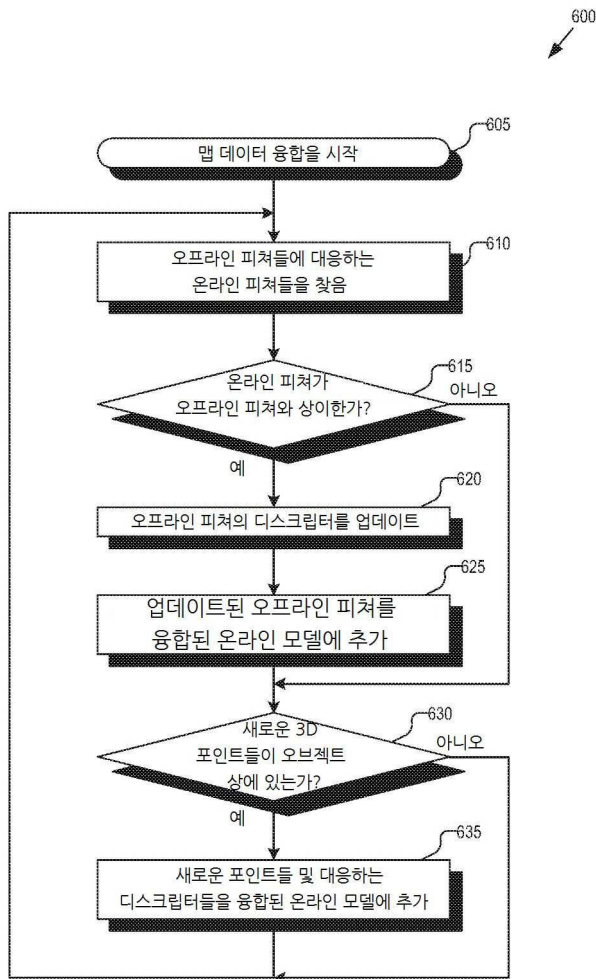 600
605
맵 데이터 융합을 시작
610
오프라인 피쳐들에 대응하는
온라인 피쳐들을 찾음
615
온라인 피쳐가
오프라인 피쳐와 상이한가?
아니오
예
620
오프라인 피쳐의 디스크립터를 업데이트
625
업데이트된 오프라인 피쳐를
융합된 온라인 모델에 추가
630
새로운 3D
포인트들이 오브젝트
상에 있는가?
아니오
예
635
새로운 포인트들 및 대응하는
디스크립터들을 융합된 온라인 모델에 추가